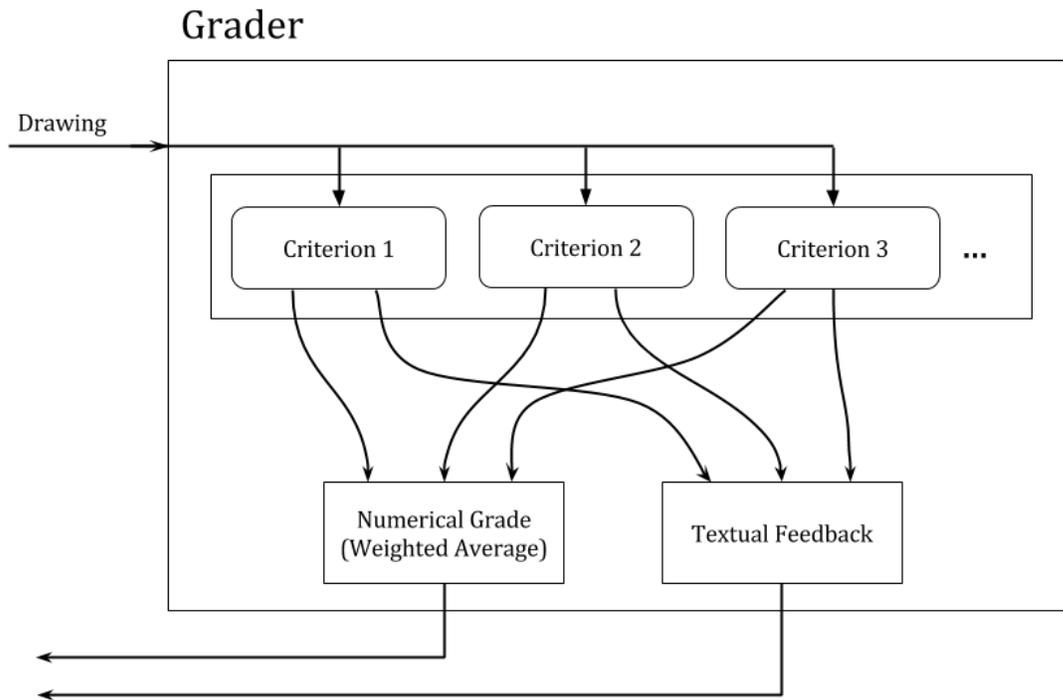 Grader
Drawing
Criterion 1
Criterion 2
Criterion 3
...
Numerical Grade
(Weighted Average)
Textual Feedback